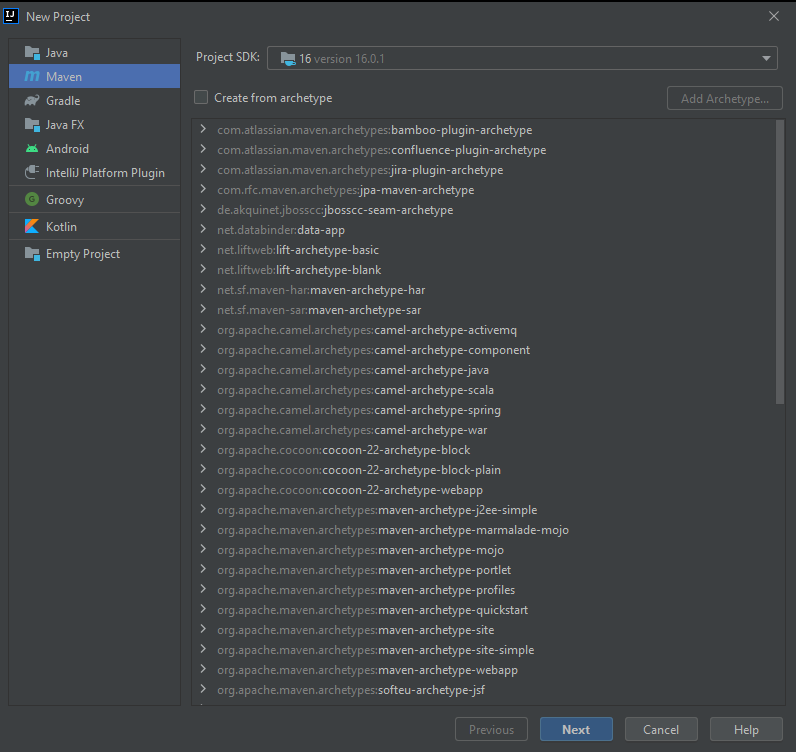 New Project
Java
Maven
Gradle
Java FX
Android
IntelliJ Platform Plugin
Groovy
Kotlin
Empty Project
Project SDK: 16 version 16.0.1
Create from archetype
Add Archetype...
com.atlassian.maven.archetypes:bamboo-plugin-archetype
com.atlassian.maven.archetypes:confluence-plugin-archetype
com.atlassian.maven.archetypes:jira-plugin-archetype
com.rfc.maven.archetypes:jpa-maven-archetype
de.akquinet.jbosscc:jbosscc-seam-archetype
net.databinder:data-app
net.liftweb:lift-archetype-basic
net.liftweb:lift-archetype-blank
net.sf.maven-har:maven-archetype-har
net.sf.maven-sar:maven-archetype-sar
org.apache.camel.archetypes:camel-archetype-activemq
org.apache.camel.archetypes:camel-archetype-component
org.apache.camel.archetypes:camel-archetype-java
org.apache.camel.archetypes:camel-archetype-scala
org.apache.camel.archetypes:camel-archetype-spring
org.apache.camel.archetypes:camel-archetype-war
org.apache.cocoon:cocoon-22-archetype-block
org.apache.cocoon:cocoon-22-archetype-block-plain
org.apache.cocoon:cocoon-22-archetype-webapp
org.apache.maven.archetypes:maven-archetype-j2ee-simple
org.apache.maven.archetypes:maven-archetype-marmalade-mojo
org.apache.maven.archetypes:maven-archetype-mojo
org.apache.maven.archetypes:maven-archetype-portlet
org.apache.maven.archetypes:maven-archetype-profiles
org.apache.maven.archetypes:maven-archetype-quickstart
org.apache.maven.archetypes:maven-archetype-site
org.apache.maven.archetypes:maven-archetype-site-simple
org.apache.maven.archetypes:maven-archetype-webapp
org.apache.maven.archetypes:softeu-archetype-jsf
Previous
Next
Cancel
Help